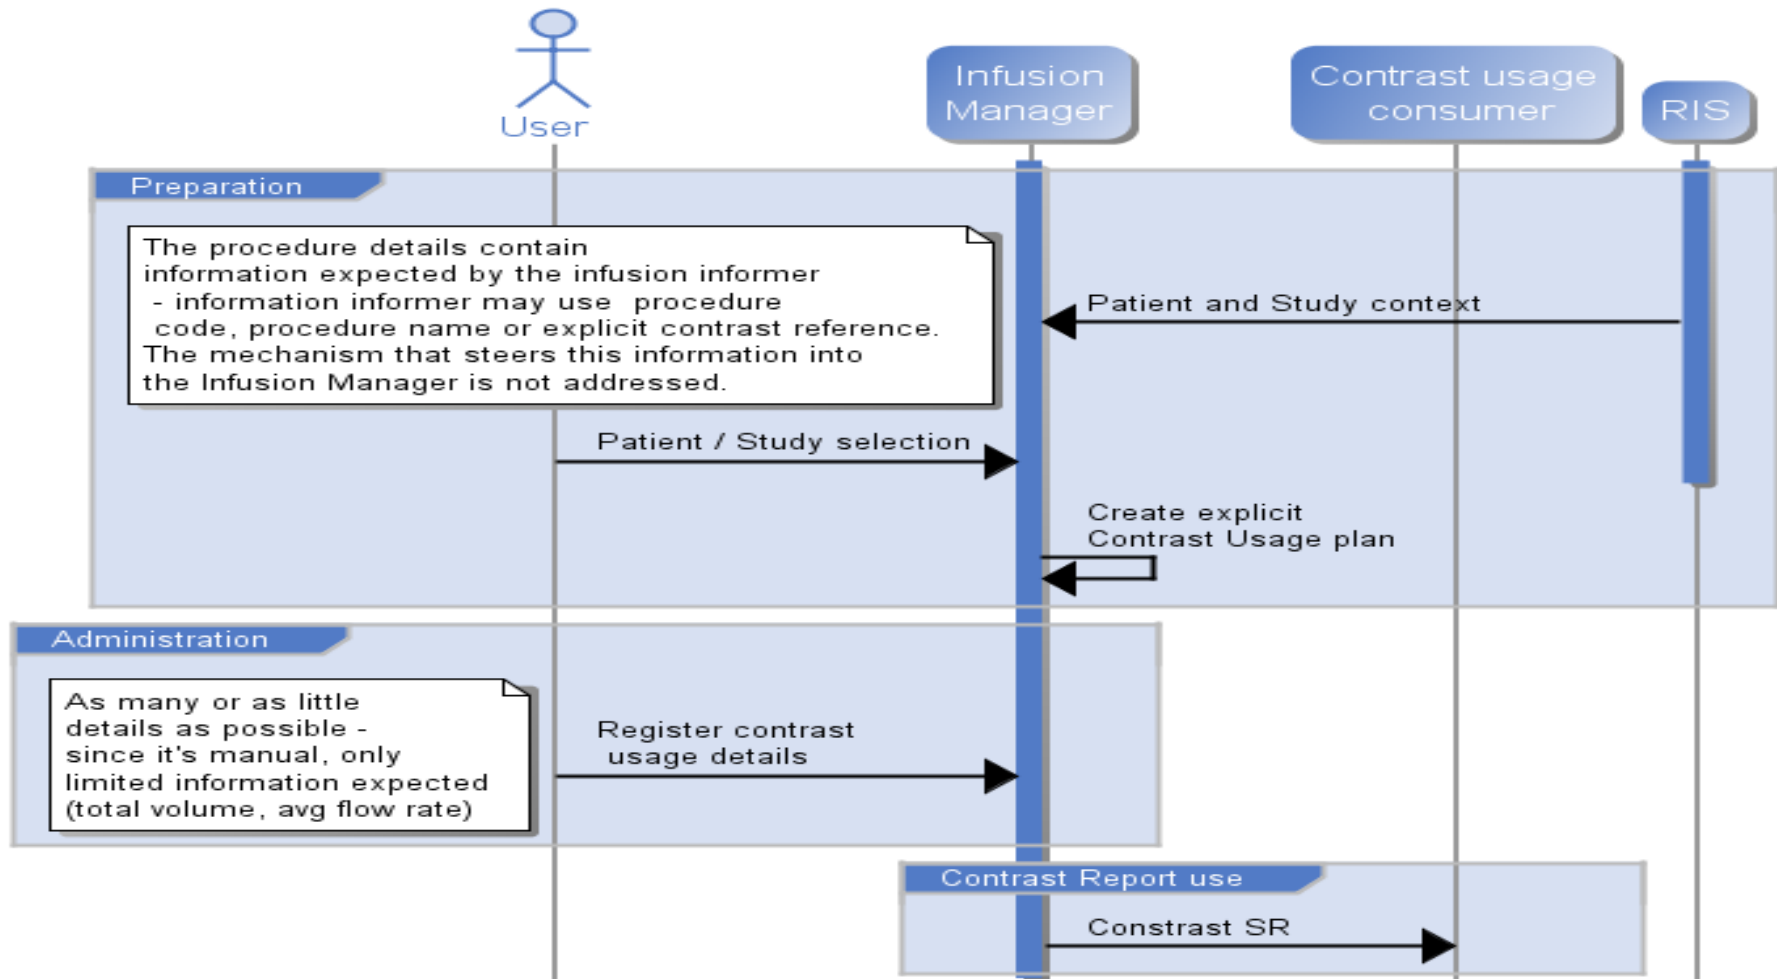 User
Infusion
Manager
Contrast usage
consumer
RIS
Preparation
The procedure details contain
information expected by the infusion informer
- information informer may use procedure
code, procedure name or explicit contrast reference.
The mechanism that steers this information into
the Infusion Manager is not addressed.
Patient and Study context
Patient / Study selection
Create explicit
Contrast Usage plan
Administration
As many or as little
details as possible -
since it's manual, only
limited information expected
(total volume, avg flow rate)
Register contrast
usage details
Contrast Report use
Constrast SR